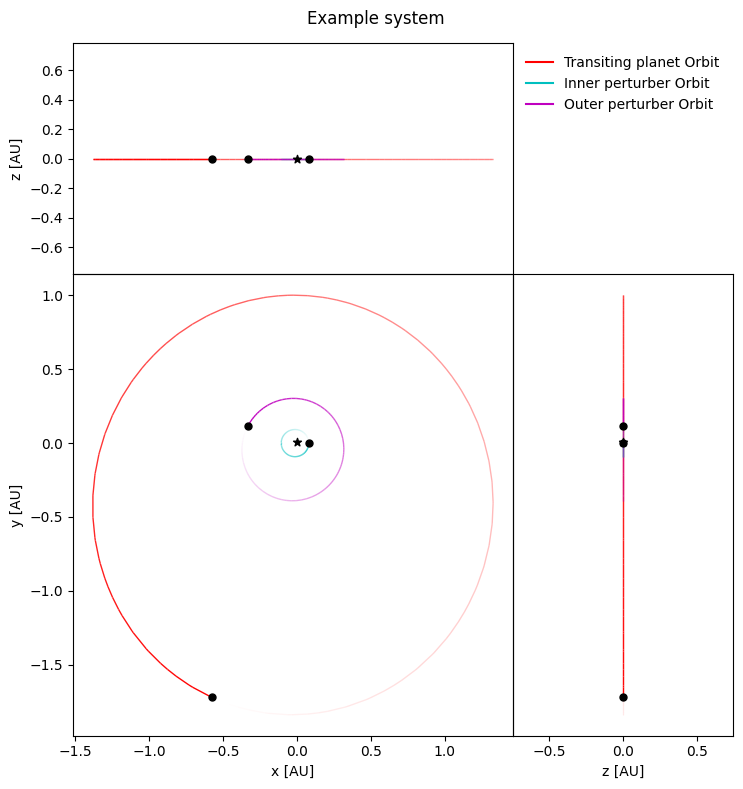 Example system
0.6
0.4
0.2
0.0
−0.2
−0.4
−0.6
z [AU]
Transiting planet Orbit
Inner perturber Orbit
Outer perturber Orbit
1.0
0.5
0.0
−0.5
−1.0
−1.5
y [AU]
−1.5 −1.0 −0.5 0.0 0.5 1.0
x [AU]
−0.5 0.0 0.5
z [AU]